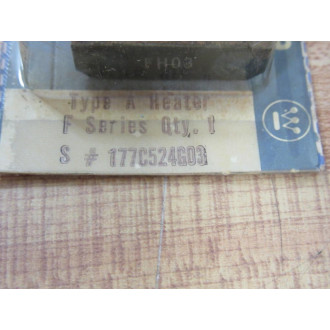 FH03
Type A Heater
F Series Qty. 1
S # 177C524G03